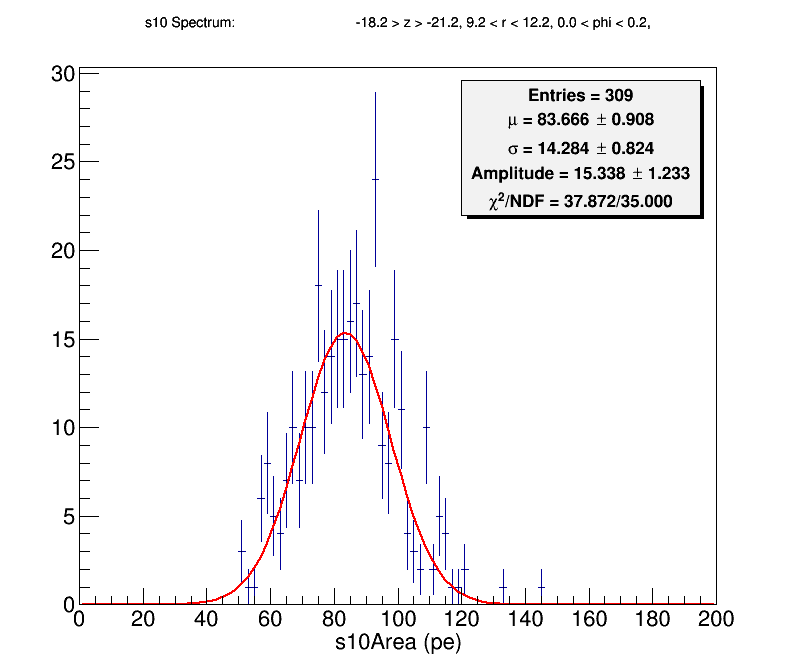 s10 Spectrum: -18.2 > z > -21.2, 9.2 < r < 12.2, 0.0 < phi < 0.2,
Entries = 309
μ = 83.666 ± 0.908
σ = 14.284 ± 0.824
Amplitude = 15.338 ± 1.233
χ²/NDF = 37.872/35.000
30
25
20
15
10
5
0
0 20 40 60 80 100 120 140 160 180 200
s10Area (pe)